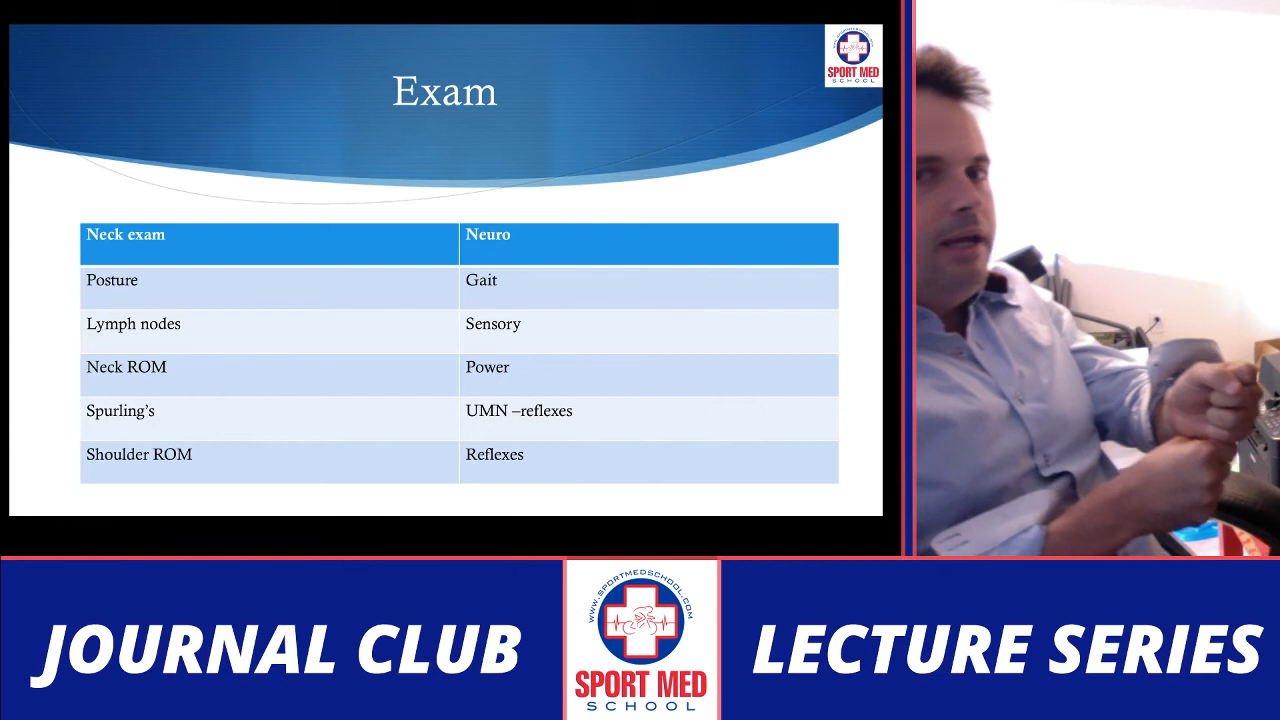 Exam
SPORT MED
SCHOOL
Neck exam Neuro
Posture Gait
Lymph nodes Sensory
Neck ROM Power
Spurling’s UMN –reflexes
Shoulder ROM Reflexes
JOURNAL CLUB
WWW.SPORTMEDSCHOOL.COM
SPORT MED
SCHOOL
LECTURE SERIES